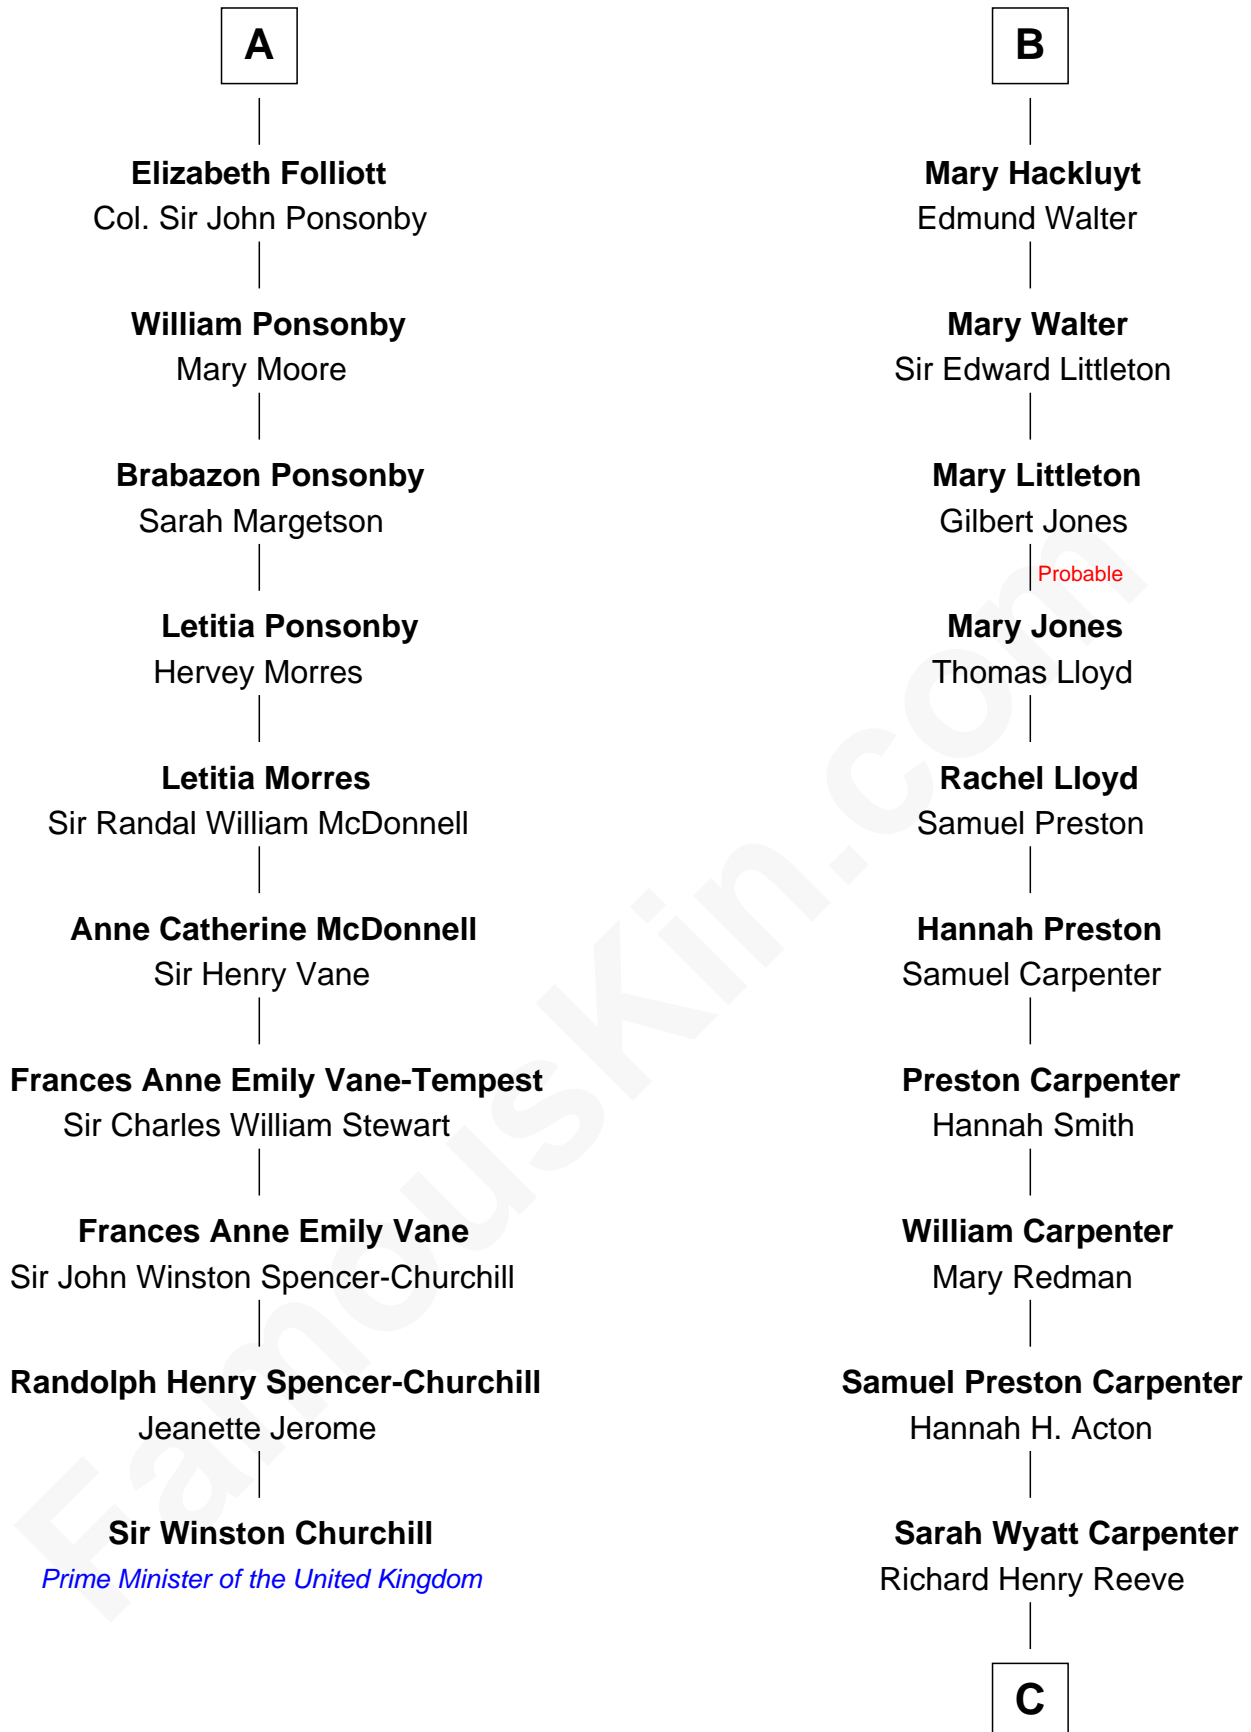 A
Elizabeth Folliott
Col. Sir John Ponsonby
William Ponsonby
Mary Moore
Brabazon Ponsonby
Sarah Margetson
Letitia Ponsonby
Hervey Morres
Letitia Morres
Sir Randal William McDonnell
Anne Catherine McDonnell
Sir Henry Vane
Frances Anne Emily Vane-Tempest
Sir Charles William Stewart
Frances Anne Emily Vane
Sir John Winston Spencer-Churchill
Randolph Henry Spencer-Churchill
Jeanette Jerome
Sir Winston Churchill
Prime Minister of the United Kingdom
B
Mary Hackluyt
Edmund Walter
Mary Walter
Sir Edward Littleton
Mary Littleton
Gilbert Jones
Probable
Mary Jones
Thomas Lloyd
Rachel Lloyd
Samuel Preston
Hannah Preston
Samuel Carpenter
Preston Carpenter
Hannah Smith
William Carpenter
Mary Redman
Samuel Preston Carpenter
Hannah H. Acton
Sarah Wyatt Carpenter
Richard Henry Reeve
C
FamousKin.com